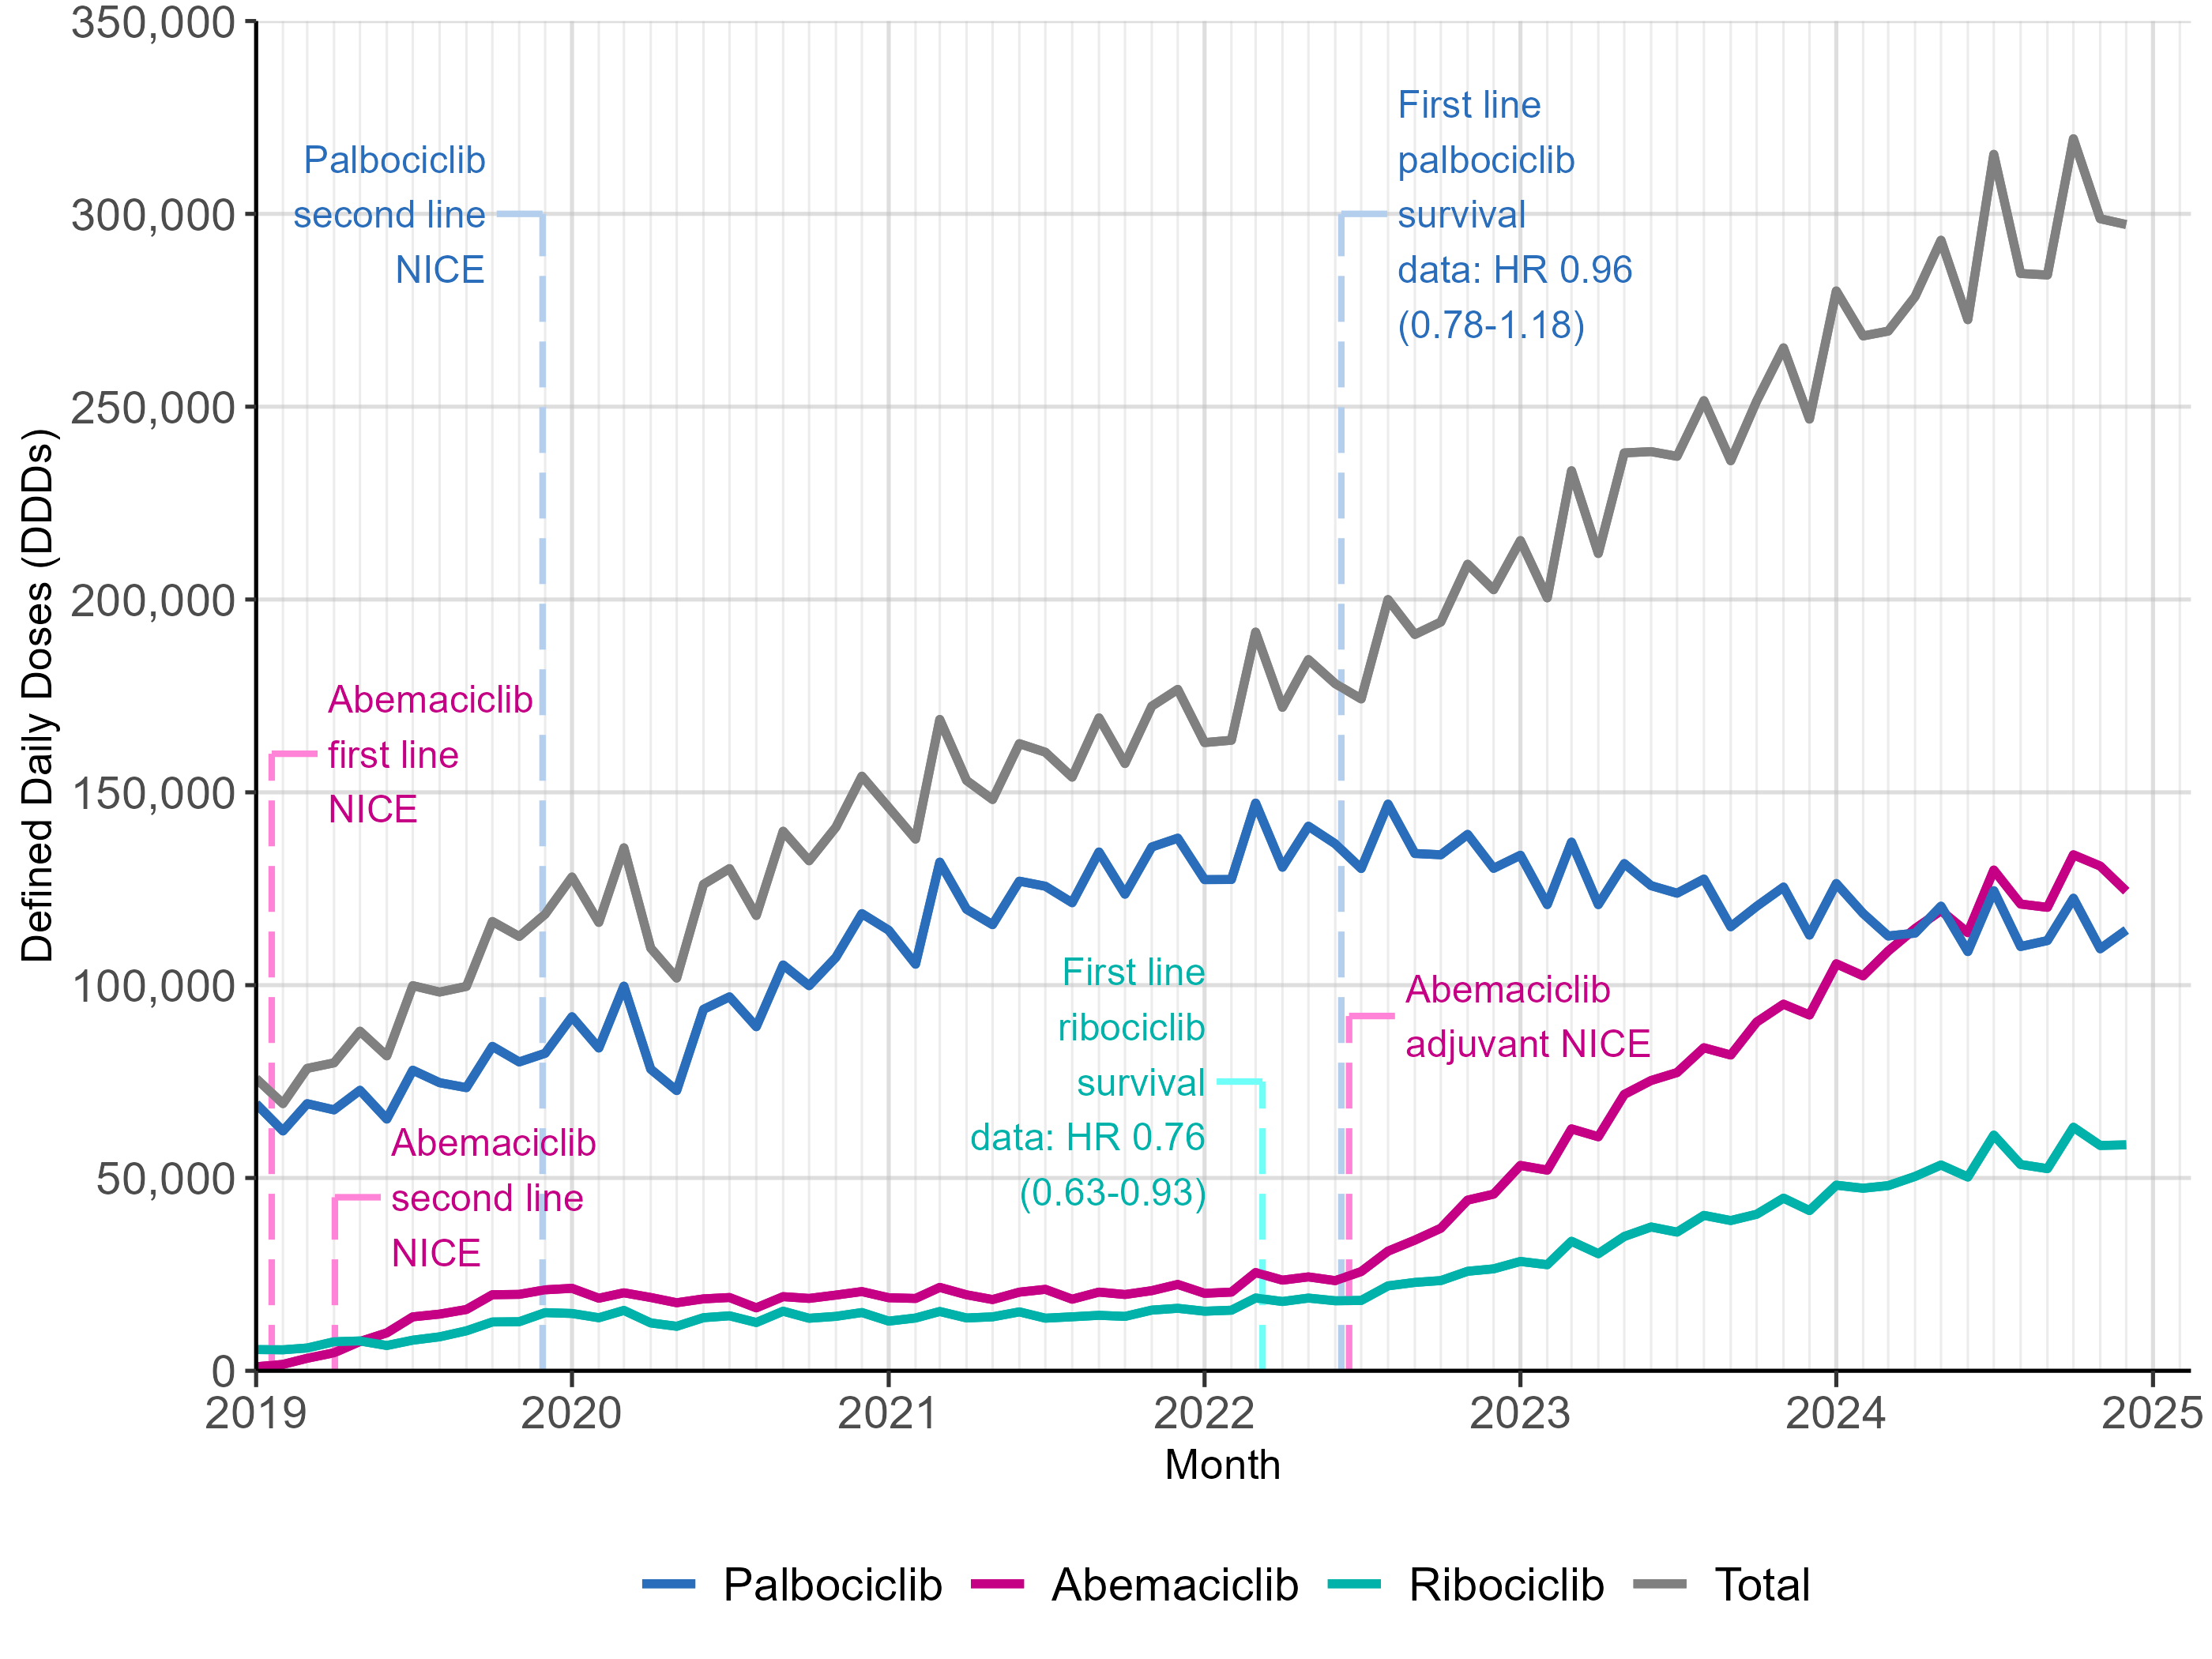 350,000
300,000
250,000
200,000
150,000
100,000
50,000
0
Defined Daily Doses (DDDs)
Palbociclib
second line
NICE
First line
palbociclib
survival
data: HR 0.96
(0.78-1.18)
Abemaciclib
first line
NICE
Abemaciclib
second line
NICE
First line
ribociclib
survival
data: HR 0.76
(0.63-0.93)
Abemaciclib
adjuvant NICE
2019 2020 2021 2022 2023 2024 2025
Month
Palbociclib Abemaciclib Ribociclib Total